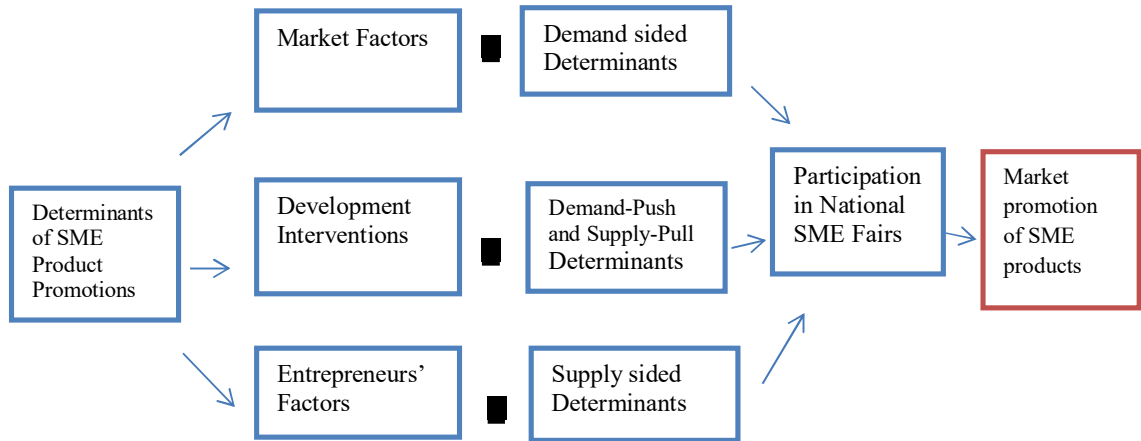 Determinants
of SME
Product
Promotions
Market Factors
Demand sided
Determinants
Development
Interventions
Demand-Push
and Supply-Pull
Determinants
Entrepreneurs’
Factors
Supply sided
Determinants
Participation
in National
SME Fairs
Market
promotion
of SME
products